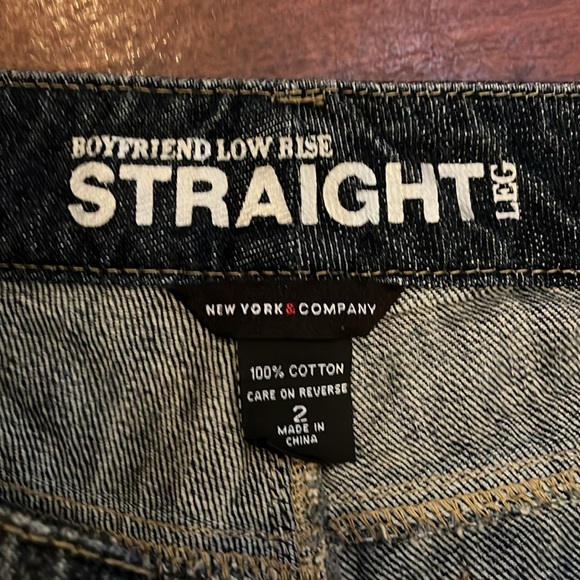 BOYFRIEND LOW RISE
STRAIGHT
LEG
NEW YORK & COMPANY
100% COTTON
CARE ON REVERSE
2
MADE IN
CHINA